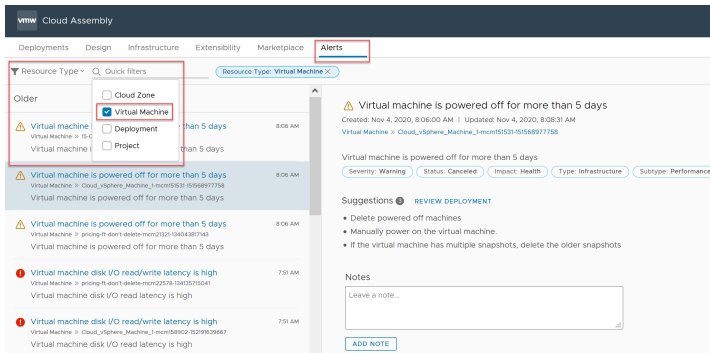 vmw Cloud Assembly
Deployments Design Infrastructure Extensibility Marketplace Alerts
Resource Type Quick filters Resource Type: Virtual Machine X
Older
Cloud Zone
Virtual Machine
Deployment
Project
Virtual machine than 5 days 8:06 AM
Virtual Machine » 15-0
Virtual machine i than 5 days
Virtual machine is powered off for more than 5 days 8:06 AM
Virtual Machine » Cloud_vSphere_Machine_1-mcm151531-151568977758
Virtual machine is powered off for more than 5 days
Virtual machine is powered off for more than 5 days 8:06 AM
Virtual Machine » pricing-ft-don't-delete-mcm21321-134043817143
Virtual machine is powered off for more than 5 days
Virtual machine disk I/O read/write latency is high 7:51 AM
Virtual Machine » pricing-ft-don't-delete-mcm22578-134135715041
Virtual machine disk I/O read latency is high
Virtual machine disk I/O read/write latency is high 7:51 AM
Virtual Machine » Cloud_vSphere_Machine_1-mcm158902-152191639667
Virtual machine disk I/O read latency is high
Virtual machine is powered off for more than 5 days
Created: Nov 4, 2020, 8:06:00 AM | Updated: Nov 4, 2020, 8:08:31 AM
Virtual Machine » Cloud_vSphere_Machine_1-mcm151531-151568977758
Virtual machine is powered off for more than 5 days
Severity: Warning Status: Canceled Impact: Health Type: Infrastructure Subtype: Performance
Suggestions 3 REVIEW DEPLOYMENT
• Delete powered off machines
• Manually power on the virtual machine.
• If the virtual machine has multiple snapshots, delete the older snapshots
Notes
Leave a note...
ADD NOTE